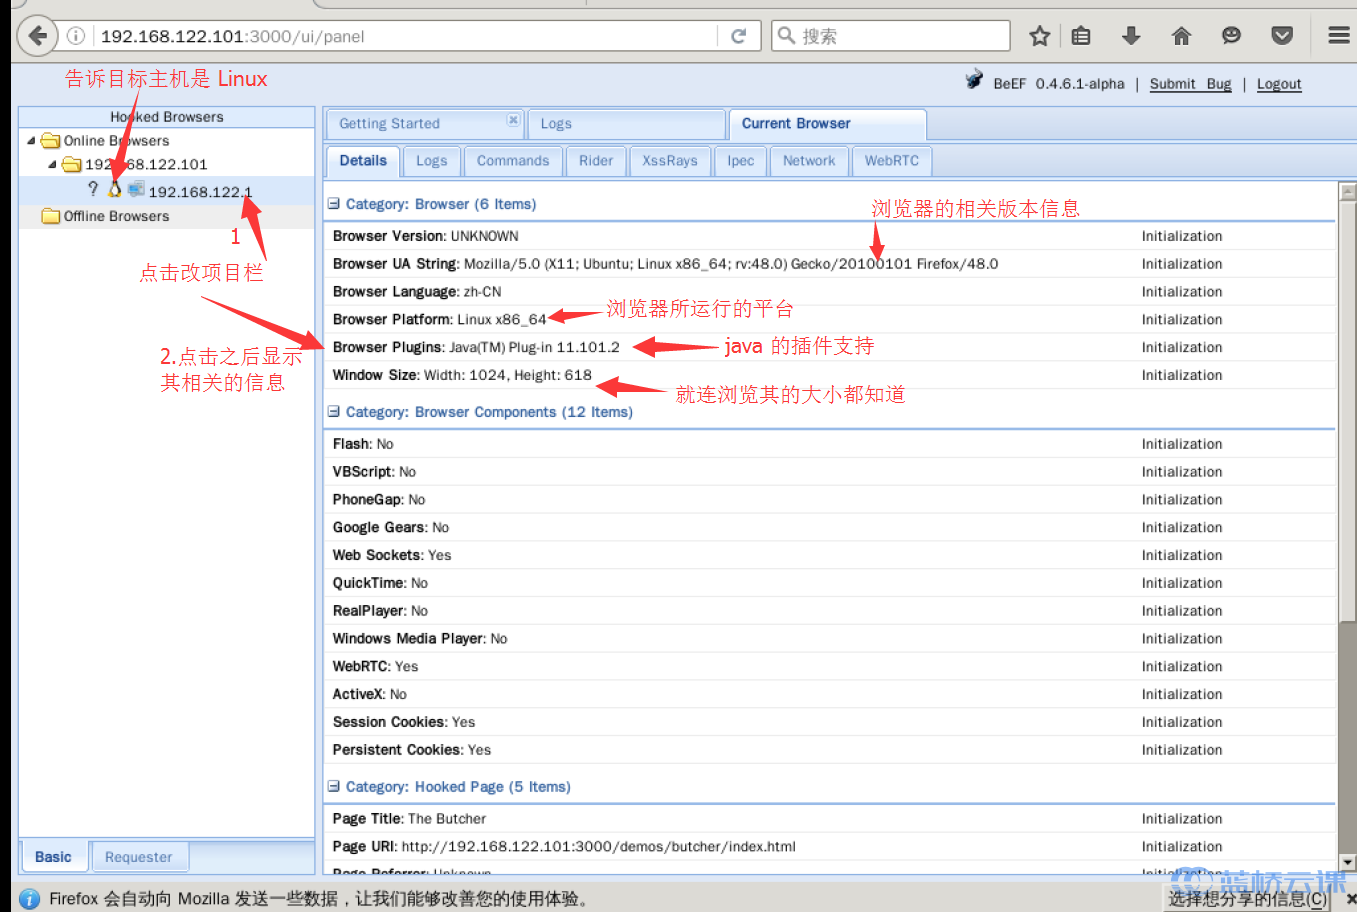 192.168.122.101:3000/ui/panel
搜索
告诉目标主机是 Linux
BeEF 0.4.6.1-alpha | Submit Bug | Logout
Hooked Browsers
Online Browsers
192.168.122.101
? 192.168.122.1
Offline Browsers
1
点击改项目栏
2.点击之后显示
其相关的信息
Getting Started
Logs
Current Browser
Details
Logs
Commands
Rider
XssRays
Ipec
Network
WebRTC
Category: Browser (6 Items)
浏览器的相关版本信息
Browser Version: UNKNOWN Initialization
Browser UA String: Mozilla/5.0 (X11; Ubuntu; Linux x86_64; rv:48.0) Gecko/20100101 Firefox/48.0 Initialization
Browser Language: zh-CN Initialization
Browser Platform: Linux x86_64 Initialization
浏览器所运行的平台
Browser Plugins: Java(TM) Plug-in 11.101.2 Initialization
java 的插件支持
Window Size: Width: 1024, Height: 618 Initialization
就连浏览其的大小都知道
Category: Browser Components (12 Items)
Flash: No Initialization
VBScript: No Initialization
PhoneGap: No Initialization
Google Gears: No Initialization
Web Sockets: Yes Initialization
QuickTime: No Initialization
RealPlayer: No Initialization
Windows Media Player: No Initialization
WebRTC: Yes Initialization
ActiveX: No Initialization
Session Cookies: Yes Initialization
Persistent Cookies: Yes Initialization
Category: Hooked Page (5 Items)
Page Title: The Butcher Initialization
Page URI: http://192.168.122.101:3000/demos/butcher/index.html Initialization
Page Referrer: Unknown Initialization
Basic
Requester
蓝桥云课
Firefox 会自动向 Mozilla 发送一些数据，让我们能够改善您的使用体验。
选择想分享的信息(C)